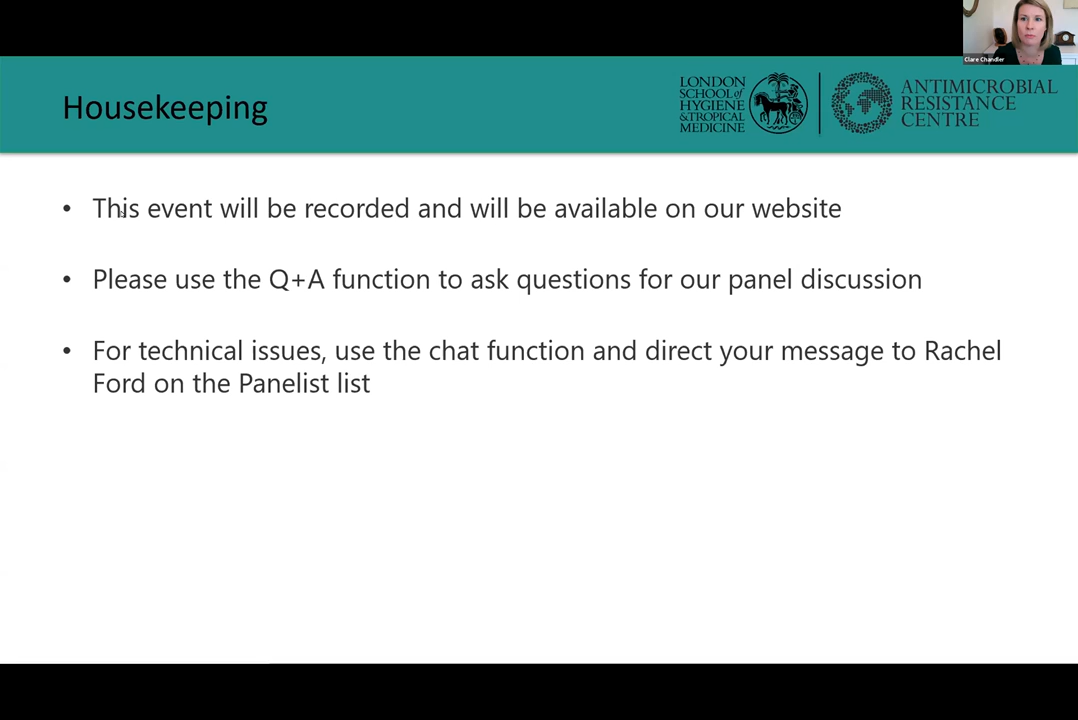 Clare Chandler
Housekeeping
LONDON
SCHOOL of
HYGIENE
& TROPICAL
MEDICINE
ANTIMICROBIAL
RESISTANCE
CENTRE
• This event will be recorded and will be available on our website
• Please use the Q+A function to ask questions for our panel discussion
• For technical issues, use the chat function and direct your message to Rachel
Ford on the Panelist list